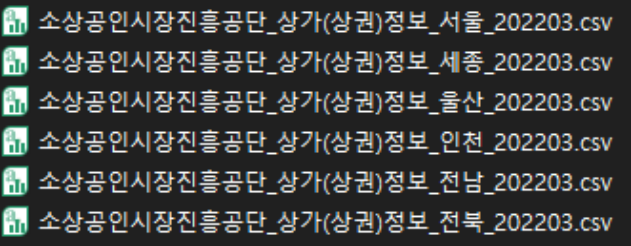 소상공인시장진흥공단_상가(상권)정보_서울_202203.csv
소상공인시장진흥공단_상가(상권)정보_세종_202203.csv
소상공인시장진흥공단_상가(상권)정보_울산_202203.csv
소상공인시장진흥공단_상가(상권)정보_인천_202203.csv
소상공인시장진흥공단_상가(상권)정보_전남_202203.csv
소상공인시장진흥공단_상가(상권)정보_전북_202203.csv